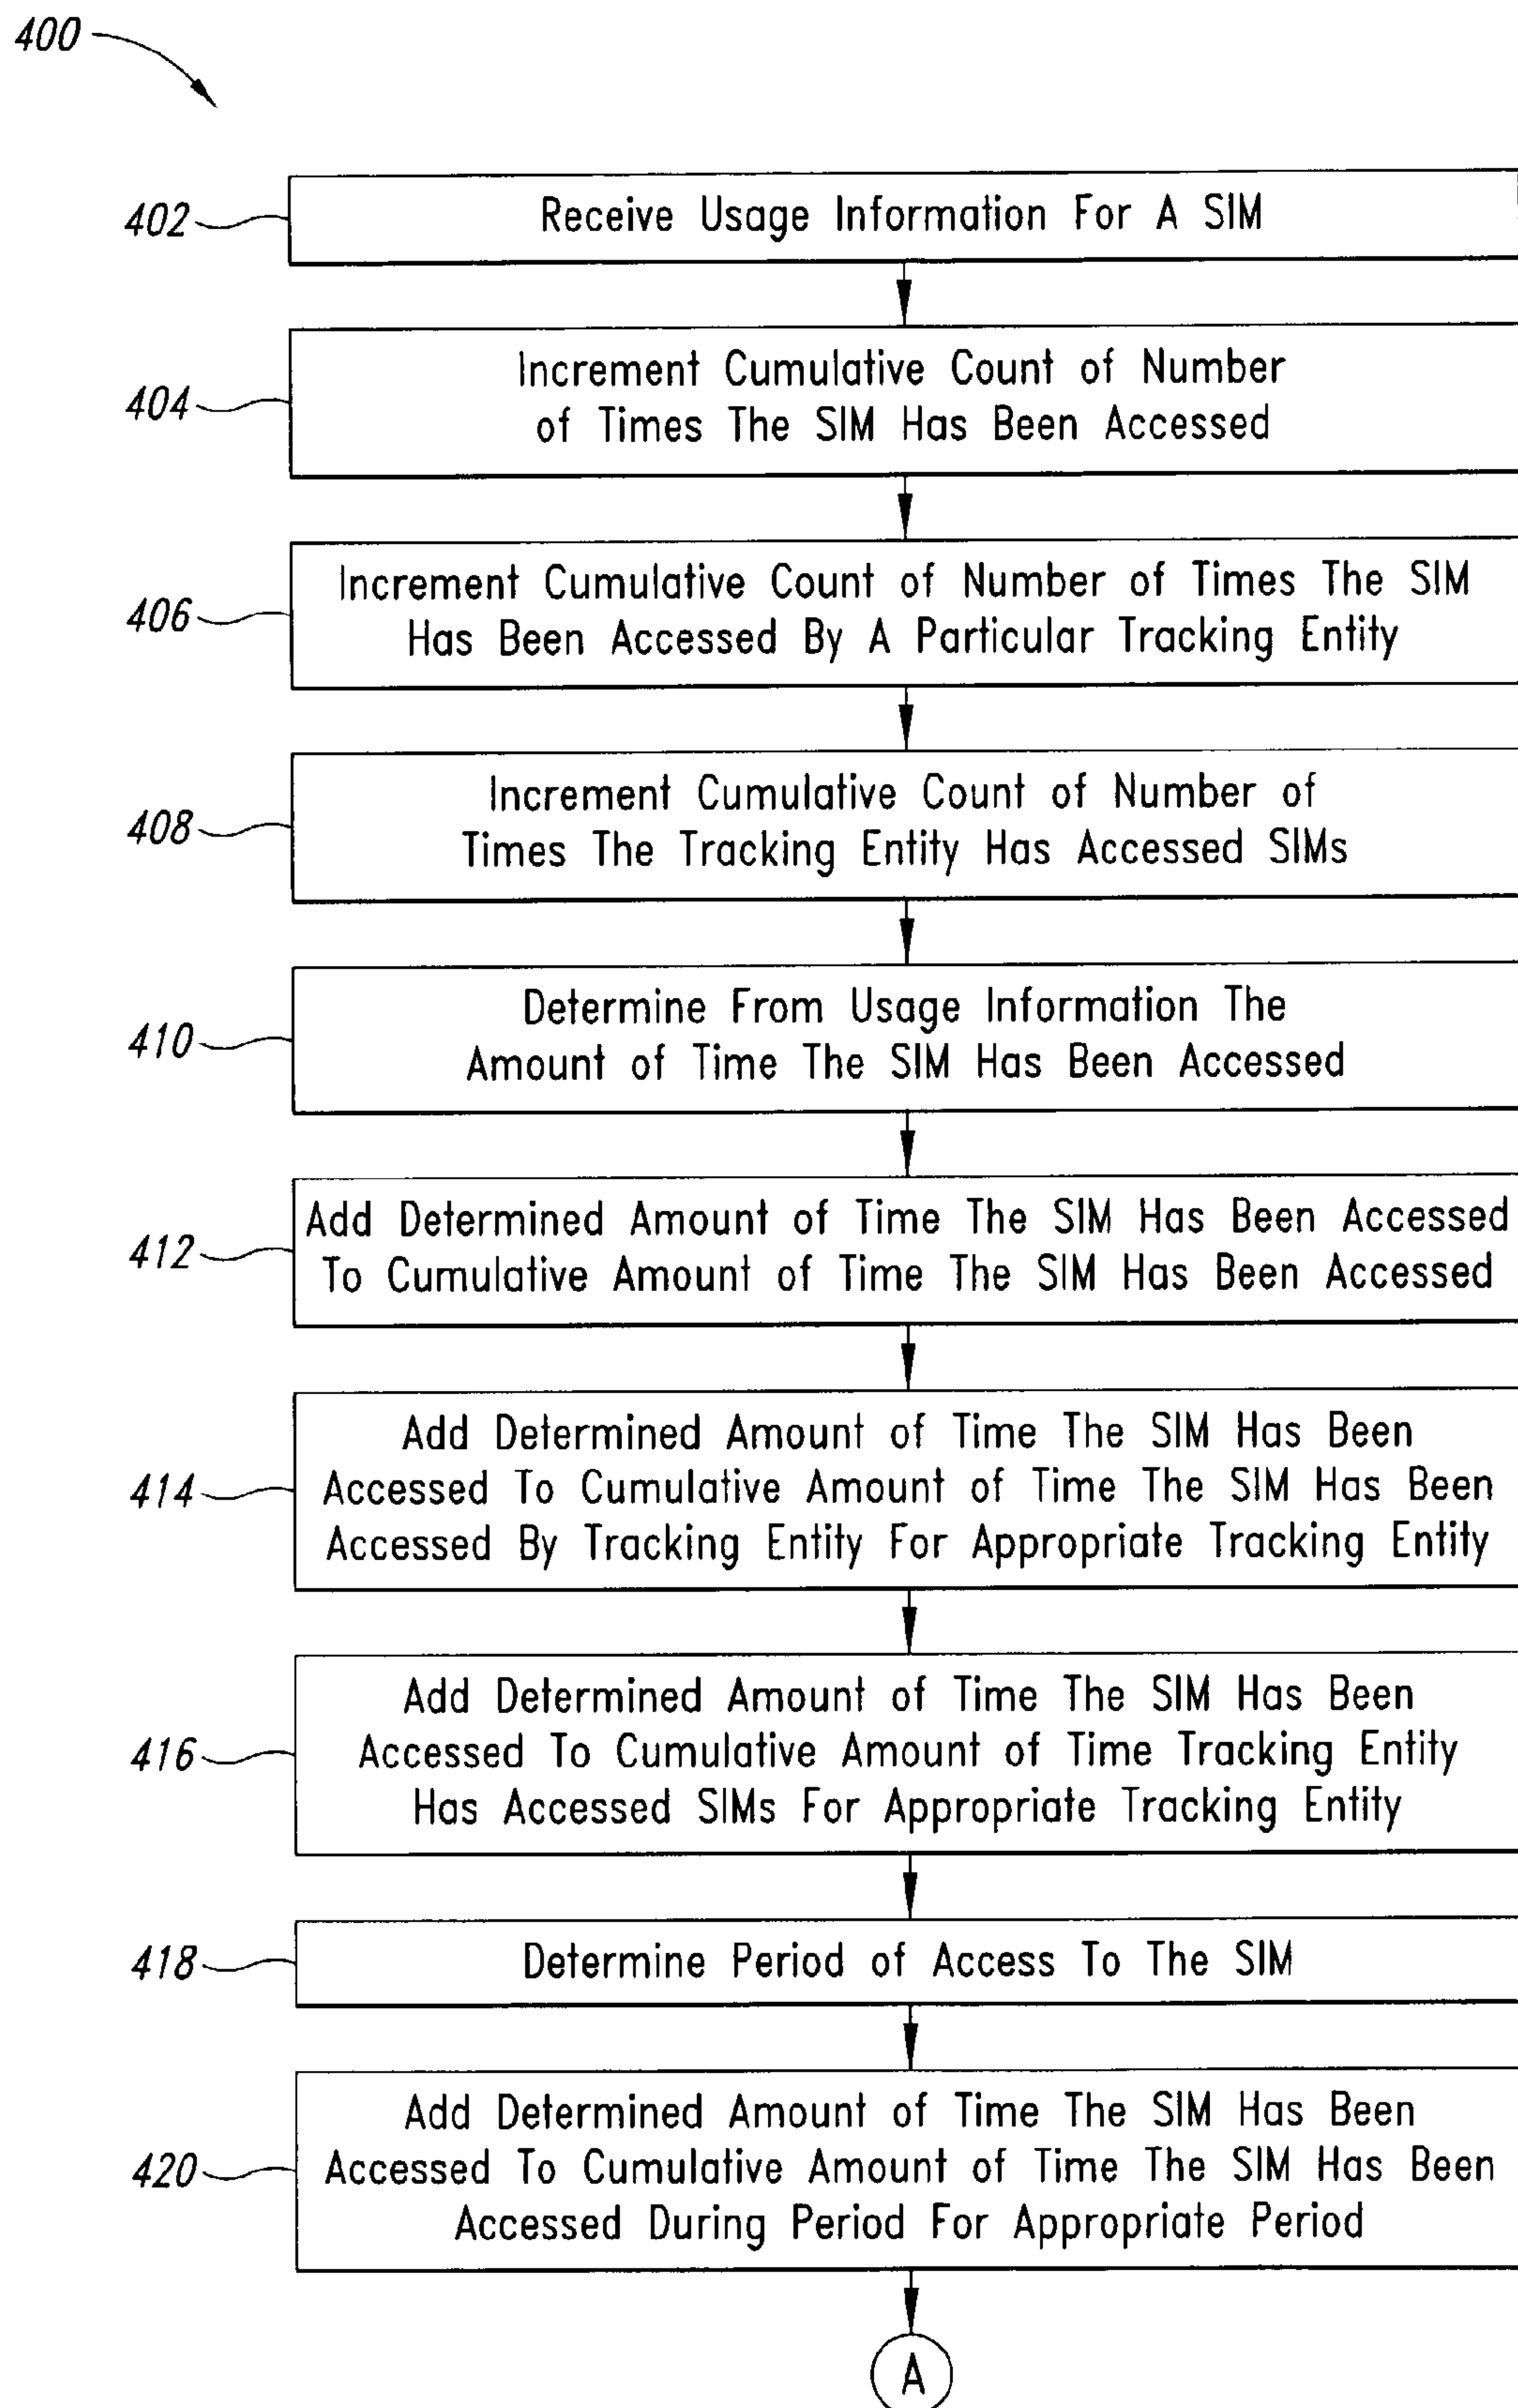 400
402
Receive Usage Information For A SIM
404
Increment Cumulative Count of Number
of Times The SIM Has Been Accessed
406
Increment Cumulative Count of Number of Times The SIM
Has Been Accessed By A Particular Tracking Entity
408
Increment Cumulative Count of Number of
Times The Tracking Entity Has Accessed SIMs
410
Determine From Usage Information The
Amount of Time The SIM Has Been Accessed
412
Add Determined Amount of Time The SIM Has Been Accessed
To Cumulative Amount of Time The SIM Has Been Accessed
414
Add Determined Amount of Time The SIM Has Been
Accessed To Cumulative Amount of Time The SIM Has Been
Accessed By Tracking Entity For Appropriate Tracking Entity
416
Add Determined Amount of Time The SIM Has Been
Accessed To Cumulative Amount of Time Tracking Entity
Has Accessed SIMs For Appropriate Tracking Entity
418
Determine Period of Access To The SIM
420
Add Determined Amount of Time The SIM Has Been
Accessed To Cumulative Amount of Time The SIM Has Been
Accessed During Period For Appropriate Period
A